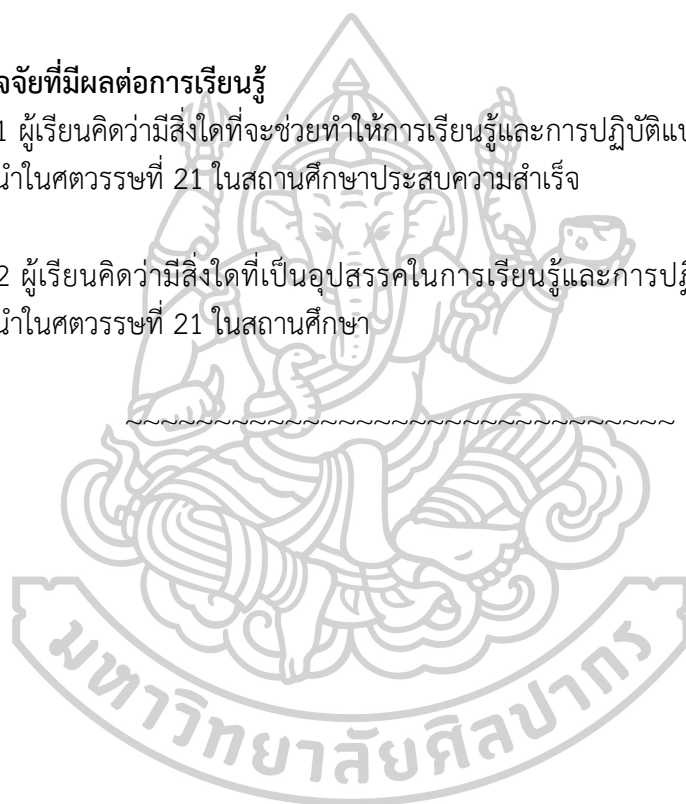 จจัยที่มีผลต่อการเรียนรู้
1 ผู้เรียนคิดว่ามีสิ่งใดที่จะช่วยทำให้การเรียนรู้และการปฏิบัติแบ
นำในศตวรรษที่ 21 ในสถานศึกษาประสบความสำเร็จ
2 ผู้เรียนคิดว่ามีสิ่งใดที่เป็นอุปสรรคในการเรียนรู้และการปฏิ
นำในศตวรรษที่ 21 ในสถานศึกษา
~~~~~~~~~~~~~~~~~~~~~~~~~~~~~~~
มหาวิทยาลัยศิลปากร